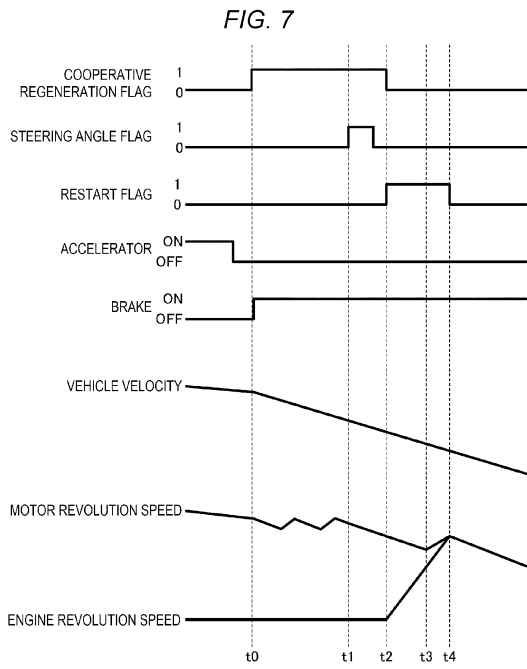 FIG. 7
COOPERATIVE
REGENERATION FLAG
1
0
STEERING ANGLE FLAG
1
0
RESTART FLAG
1
0
ACCELERATOR
ON
OFF
BRAKE
ON
OFF
VEHICLE VELOCITY
MOTOR REVOLUTION SPEED
ENGINE REVOLUTION SPEED
t0 t1 t2 t3 t4